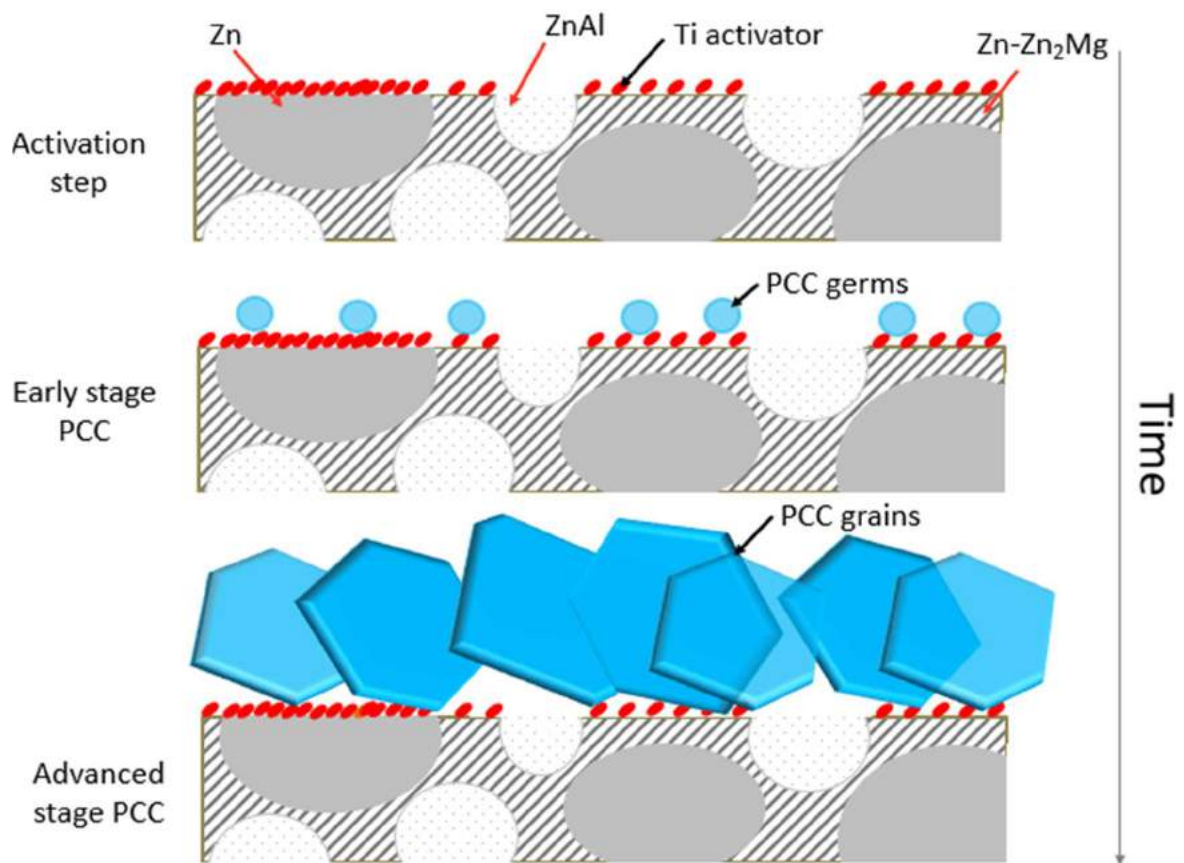 Zn
ZnAl
Ti activator
Zn-Zn₂Mg
Activation
step
PCC germs
Early stage
PCC
Time
PCC grains
Advanced
stage PCC